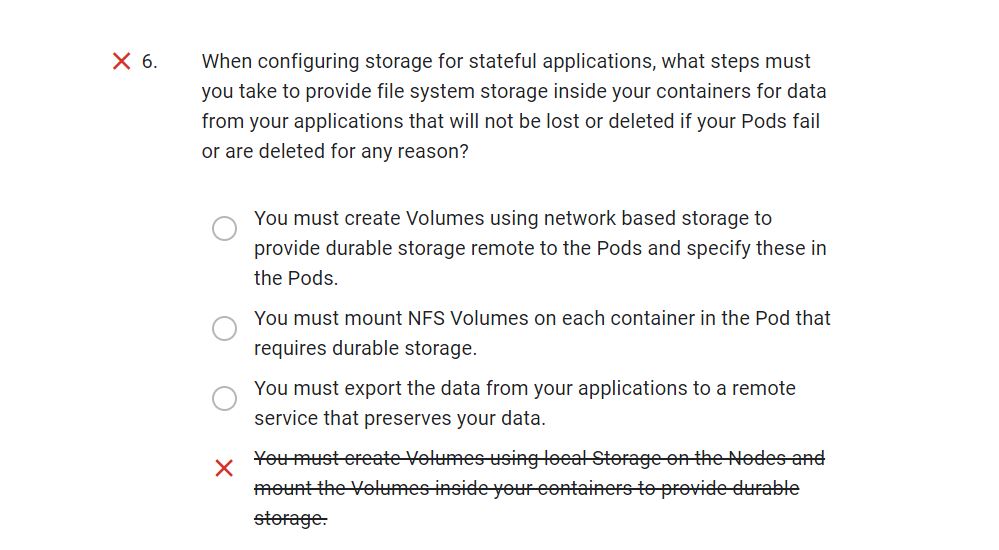 6. When configuring storage for stateful applications, what steps must
you take to provide file system storage inside your containers for data
from your applications that will not be lost or deleted if your Pods fail
or are deleted for any reason?
You must create Volumes using network based storage to
provide durable storage remote to the Pods and specify these in
the Pods.
You must mount NFS Volumes on each container in the Pod that
requires durable storage.
You must export the data from your applications to a remote
service that preserves your data.
You must create Volumes using local Storage on the Nodes and
mount the Volumes inside your containers to provide durable
storage.